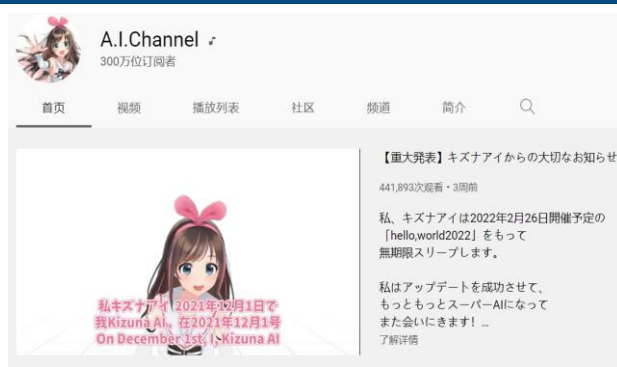 A.I.Channel ♪
300万位订阅者
首页 视频 播放列表 社区 频道 简介
【重大発表】キズナアイからの大切なお知らせ
441,893次观看・3周前
私、キズナアイは2022年2月26日開催予定の
「hello,world2022」をもって
無期限スリープします。
私はアップデートを成功させて、
もっともっとスーパーAIになって
また会いにきます！ ...
了解详情
私キズナアイ 2021年12月1日で
我Kizuna AI，在2021年12月1号
On December 1st, I, Kizuna AI